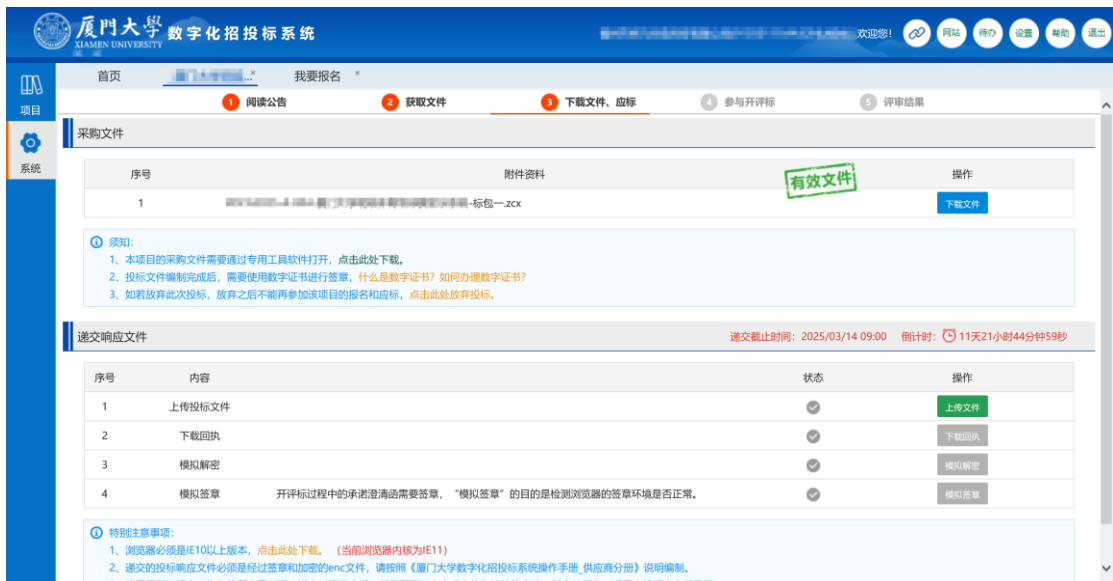 厦门大学 数字化招投标系统
XIAMEN UNIVERSITY
欢迎您! 网站 待办 设置 帮助 退出
项目
系统
首页 ... × 我要报名 ×
1 阅读公告 2 获取文件 3 下载文件、应标 4 参与开评标 5 评审结果
采购文件
序号 附件资料 操作
有效文件
1 -标包一.zcx 下载文件
须知:
1、本项目的采购文件需要通过专用工具软件打开，点击此处下载。
2、投标文件编制完成后，需要使用数字证书进行签章，什么是数字证书？如何办理数字证书？
3、如若放弃此次投标，放弃之后不能再参加该项目的报名和应标，点击此处放弃投标。
递交响应文件 递交截止时间：2025/03/14 09:00 倒计时： 11天21小时44分钟59秒
序号 内容 状态 操作
1 上传投标文件 上传文件
2 下载回执 下载回执
3 模拟解密 模拟解密
4 模拟签章 开评标过程中的承诺澄清函需要签章，“模拟签章”的目的是检测浏览器的签章环境是否正常。 模拟签章
特别注意事项:
1、浏览器必须是IE10以上版本，点击此处下载。（当前浏览器内核为IE11）
2、递交的投标响应文件必须是经过签章和加密的enc文件，请按照《厦门大学数字化招投标系统操作手册_供应商分册》说明编制。